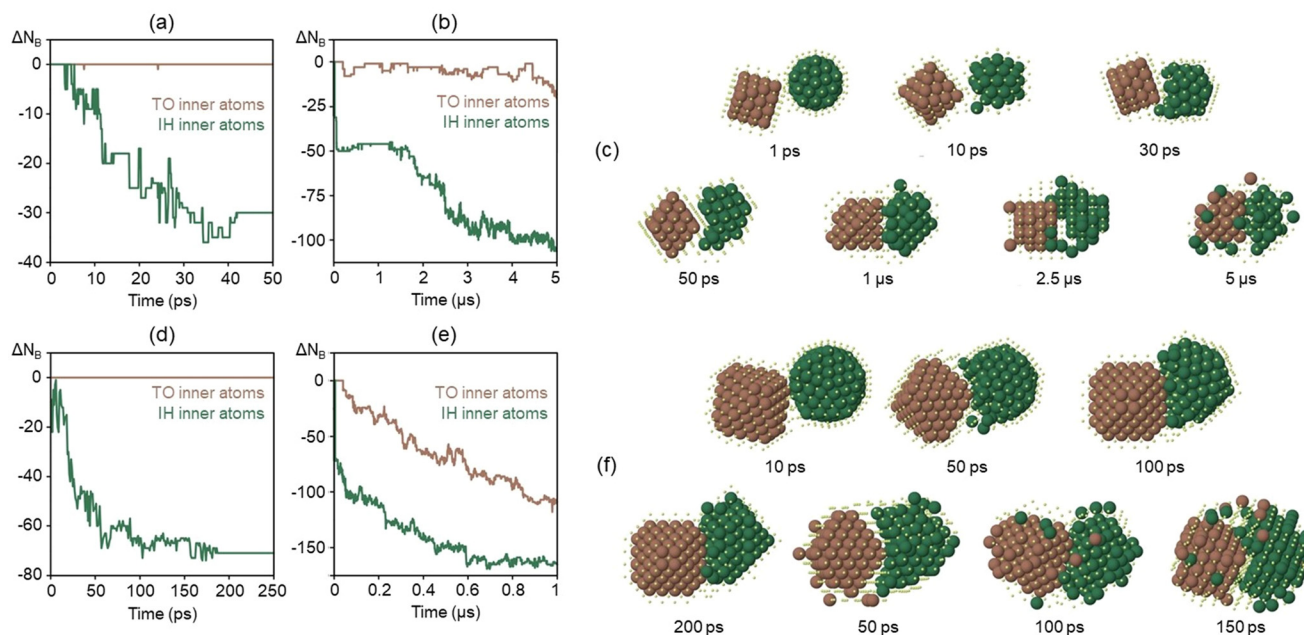 (a)
ΔN_B
0
-10
-20
-30
-40
TO inner atoms
IH inner atoms
0 10 20 30 40 50
Time (ps)
(b)
ΔN_B
0
-25
-50
-75
-100
TO inner atoms
IH inner atoms
0 1 2 3 4 5
Time (µs)
(c)
1 ps 10 ps 30 ps
50 ps 1 µs 2.5 µs 5 µs
(d)
ΔN_B
0
-20
-40
-60
-80
TO inner atoms
IH inner atoms
0 50 100 150 200 250
Time (ps)
(e)
ΔN_B
0
-50
-100
-150
TO inner atoms
IH inner atoms
0 0.2 0.4 0.6 0.8 1
Time (µs)
(f)
10 ps 50 ps 100 ps
200 ps 50 ps 100 ps 150 ps